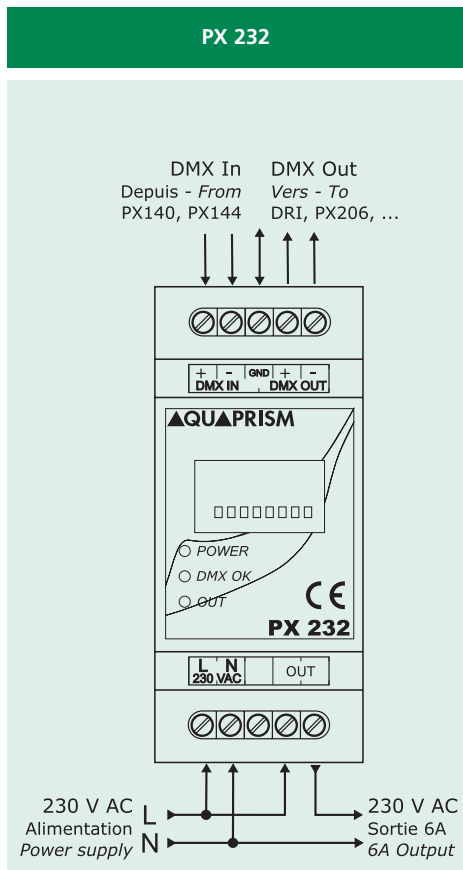 PX 232
DMX In DMX Out
Depuis - From Vers - To
PX140, PX144 DRI, PX206, ...
+ - GND + -
DMX IN DMX OUT
AQUAPRISM
POWER
DMX OK
OUT
CE
PX 232
L N OUT
230 VAC
230 V AC L 230 V AC
Alimentation Sortie 6A
Power supply N 6A Output